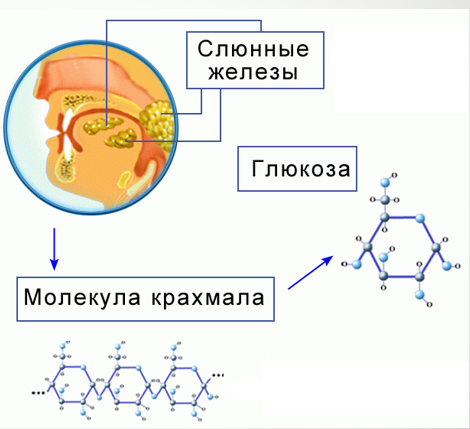 Слюнные
железы
Глюкоза
Молекула крахмала